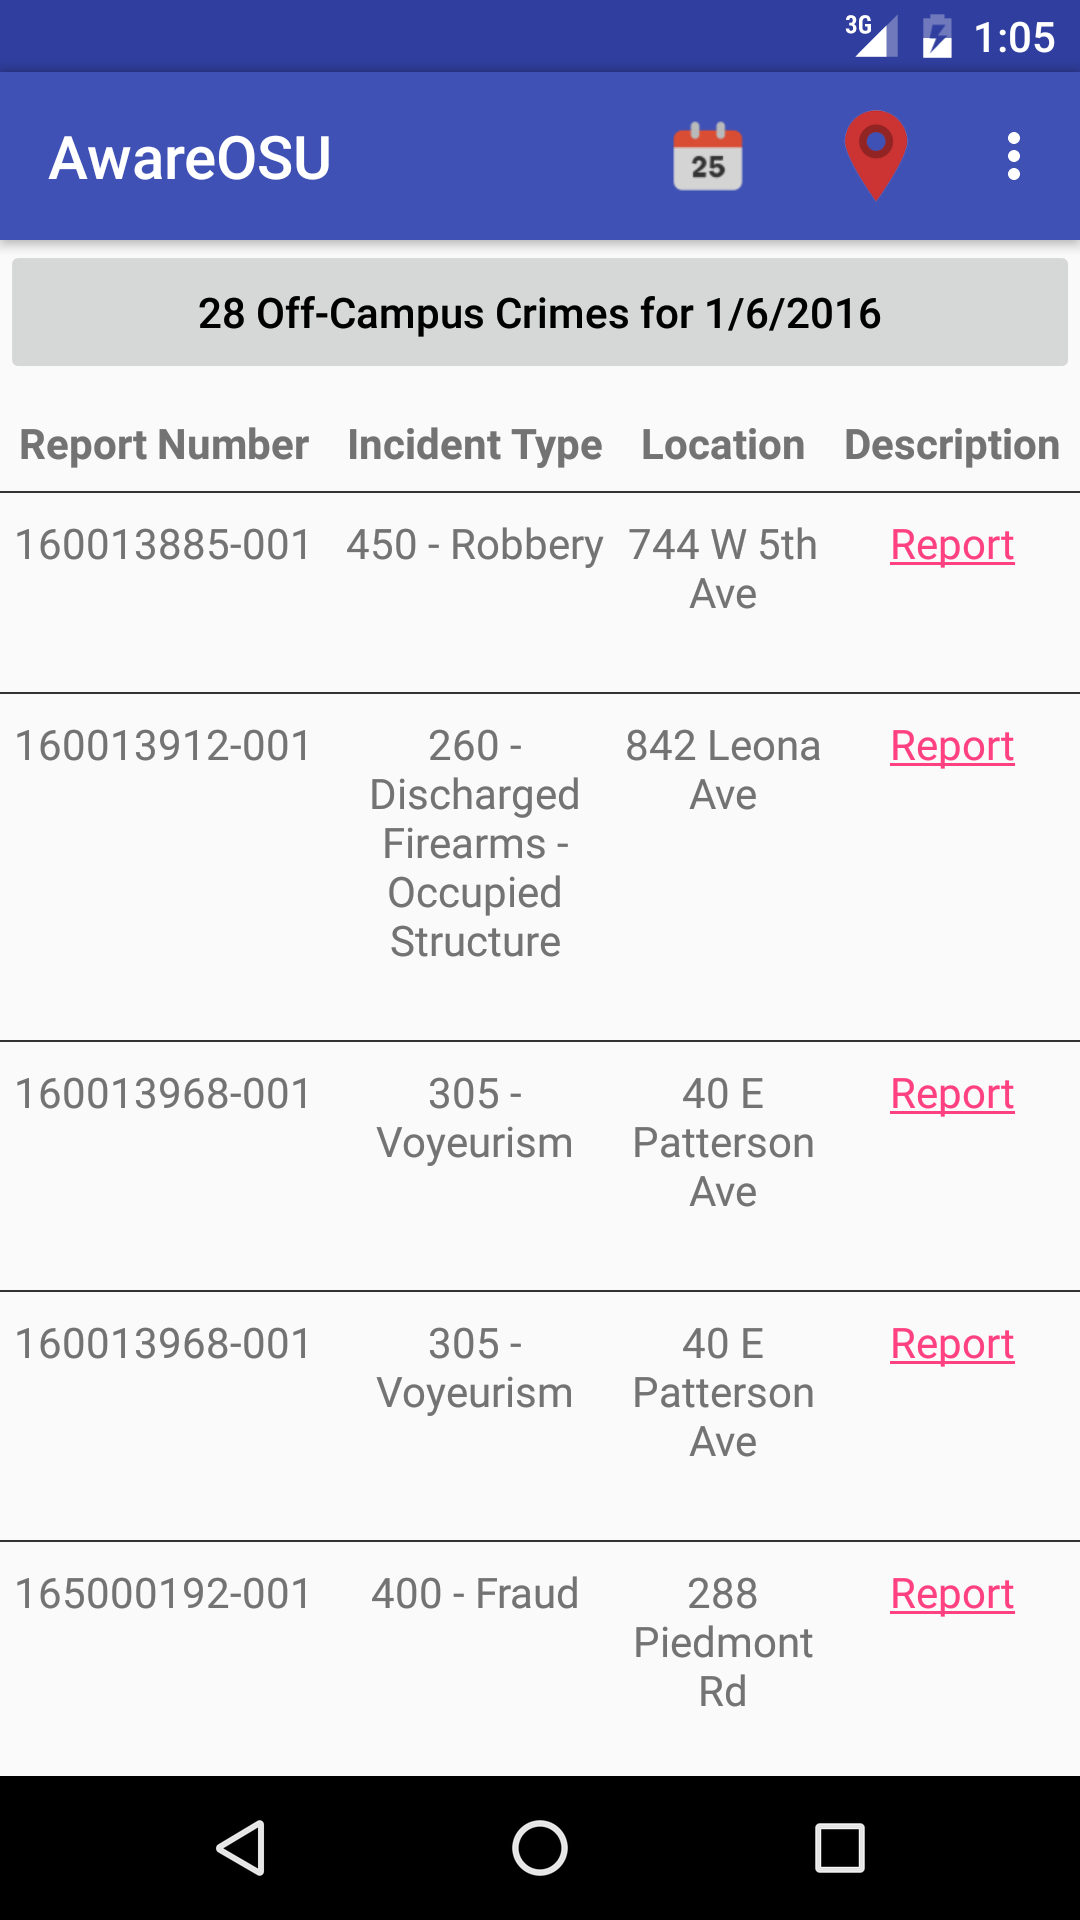 3G 1:05
AwareOSU 25
28 Off-Campus Crimes for 1/6/2016
Report Number Incident Type Location Description
160013885-001 450 - Robbery 744 W 5th Report
Ave
160013912-001 260 - 842 Leona Report
Discharged Ave
Firearms -
Occupied
Structure
160013968-001 305 - 40 E Report
Voyeurism Patterson
Ave
160013968-001 305 - 40 E Report
Voyeurism Patterson
Ave
165000192-001 400 - Fraud 288 Report
Piedmont
Rd